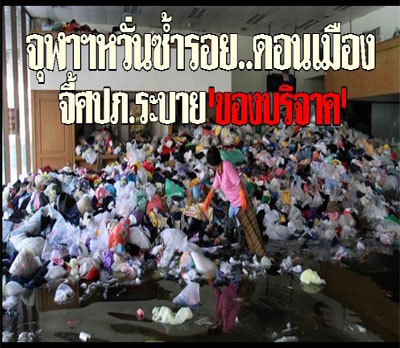 จุฬาฯหวั่นซ้ำรอย..ดอนเมือง
จี้ศปภ.ระบาย'ของบริจาค'